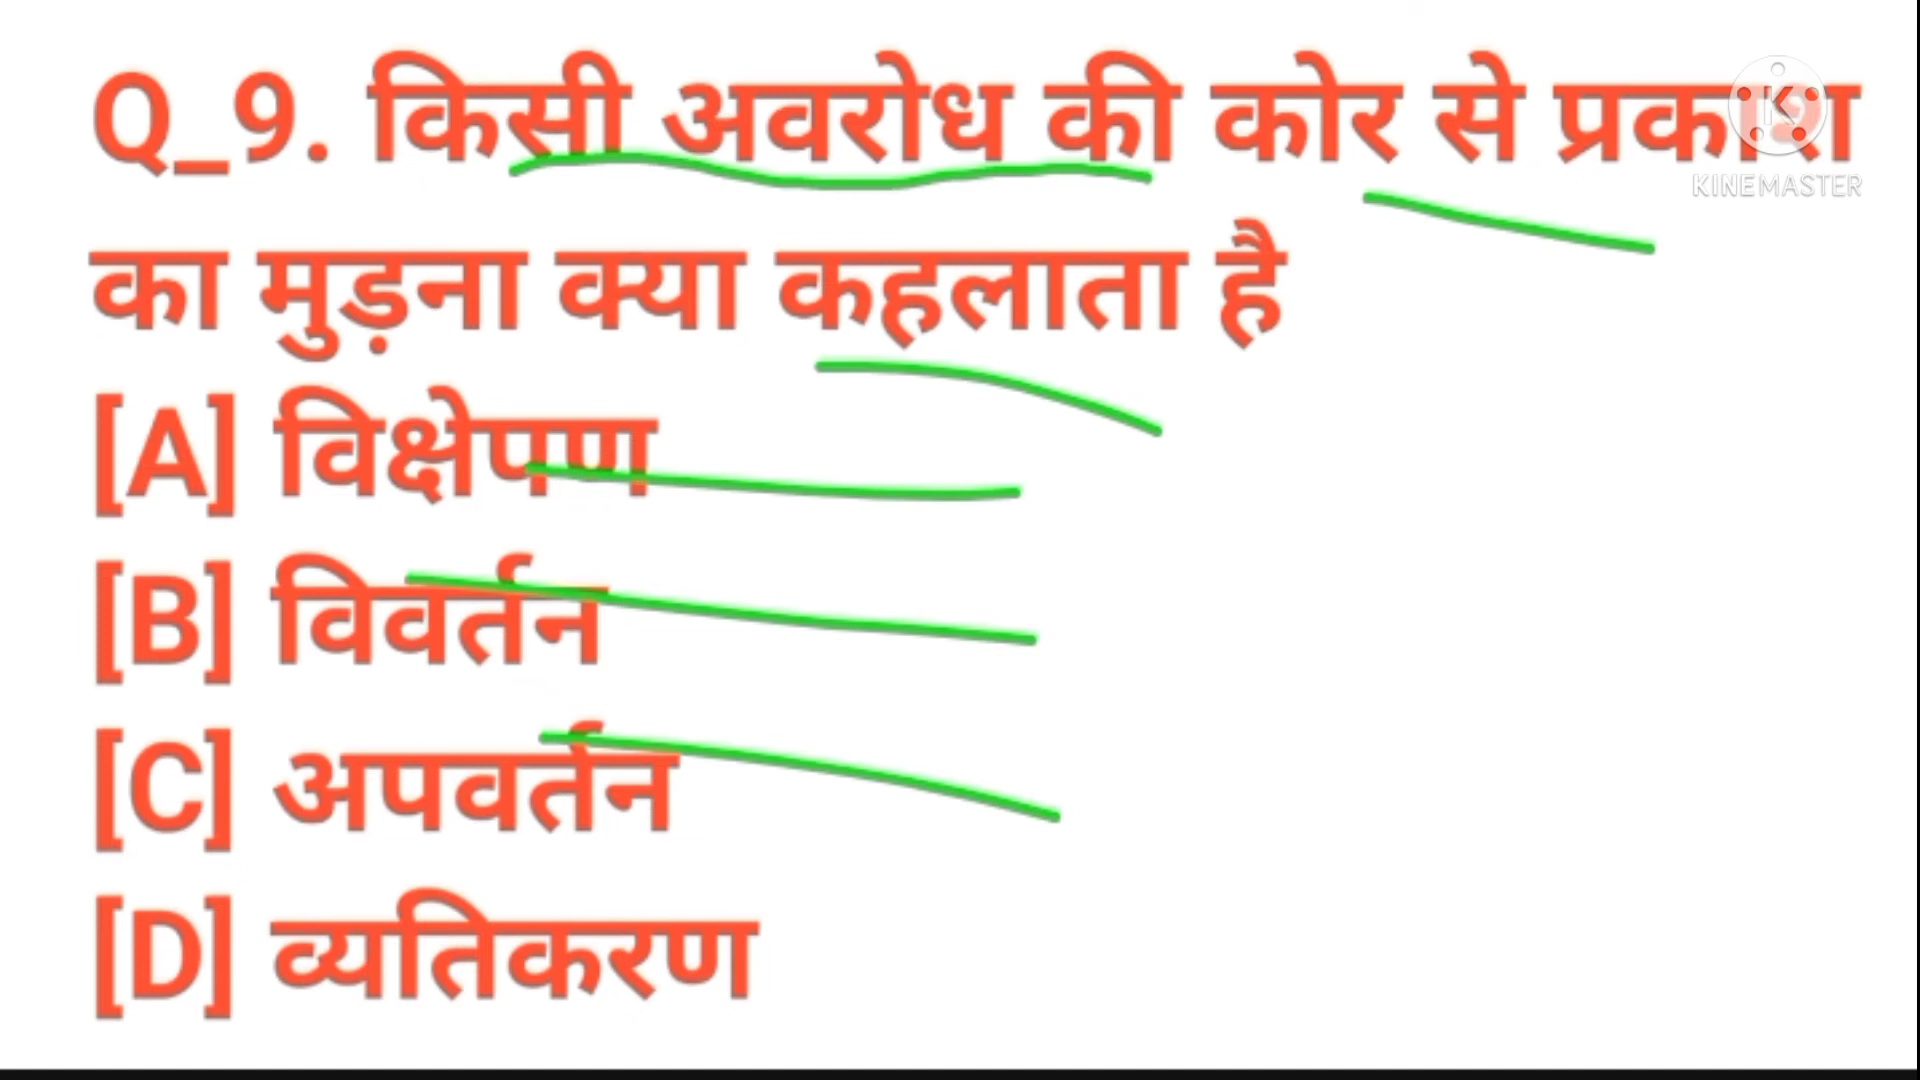 Q_9. किसी अवरोध की कोर से प्रकाश
KINEMASTER
का मुड़ना क्या कहलाता है
[A] विक्षेपण
[B] विवर्तन
[C] अपवर्तन
[D] व्यतिकरण